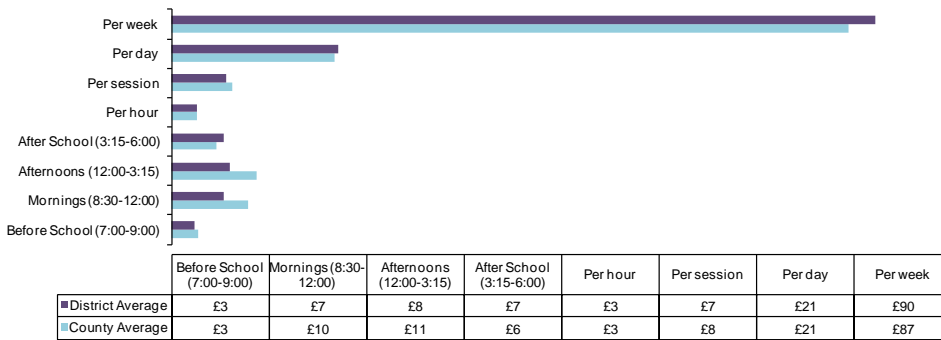 Per week
Per day
Per session
Per hour
After School (3:15-6:00)
Afternoons (12:00-3:15)
Mornings (8:30-12:00)
Before School (7:00-9:00)
Before School Mornings (8:30- Afternoons After School Per hour Per session Per day Per week
(7:00-9:00) 12:00) (12:00-3:15) (3:15-6:00)
District Average £3 £7 £8 £7 £3 £7 £21 £90
County Average £3 £10 £11 £6 £3 £8 £21 £87